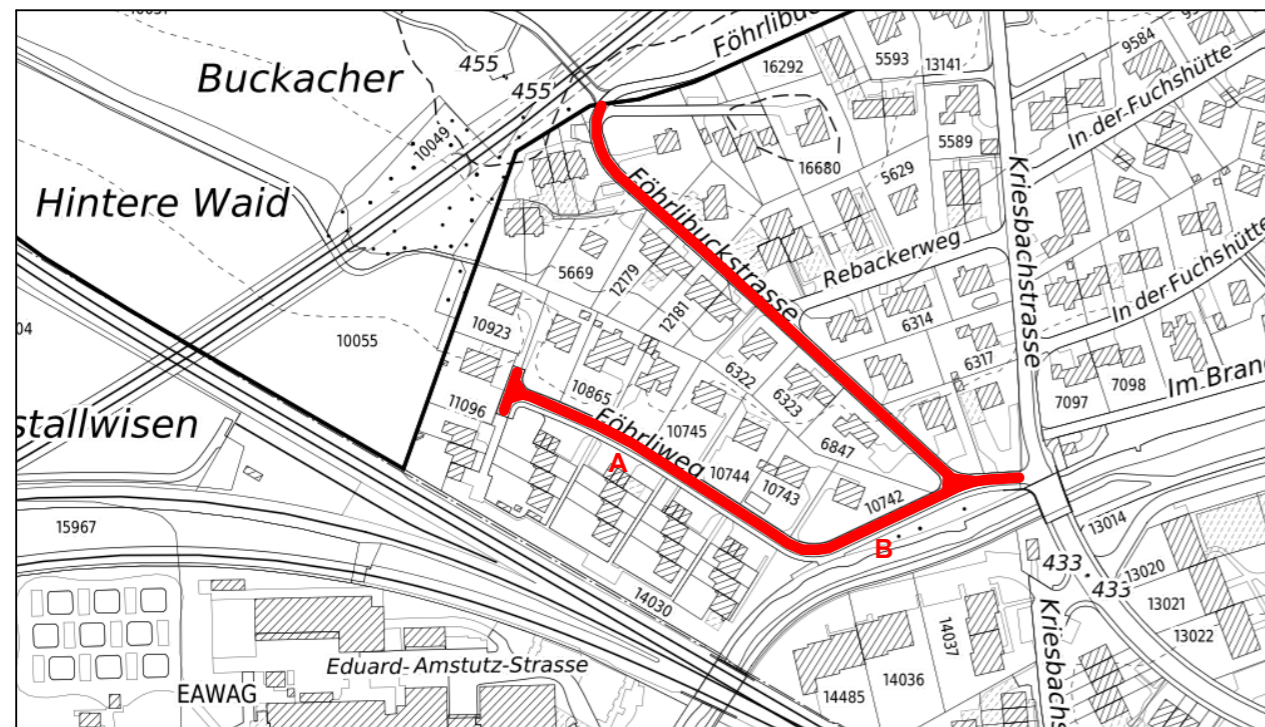 455
Föhrlibuc
16292
5593
13141
9584
In der Fuchshütte
Buckacher
455
10049
16680
5589
5629
Kriesbachstrasse
Hintere Waid
Föhrlibuckstrasse
Rebackerweg
In der Fuchshütte
5669
12179
12181
6314
04
10055
10923
6322
6317
7098
Im Brand
7097
6323
10865
11096
stallwisen
Föhrliweg
10745
6847
A
10744
10743
10742
B
15967
13014
433
433
13020
13021
13022
14030
14037
14036
14485
Eduard-Amstutz-Strasse
EAWAG
Kriesbachs